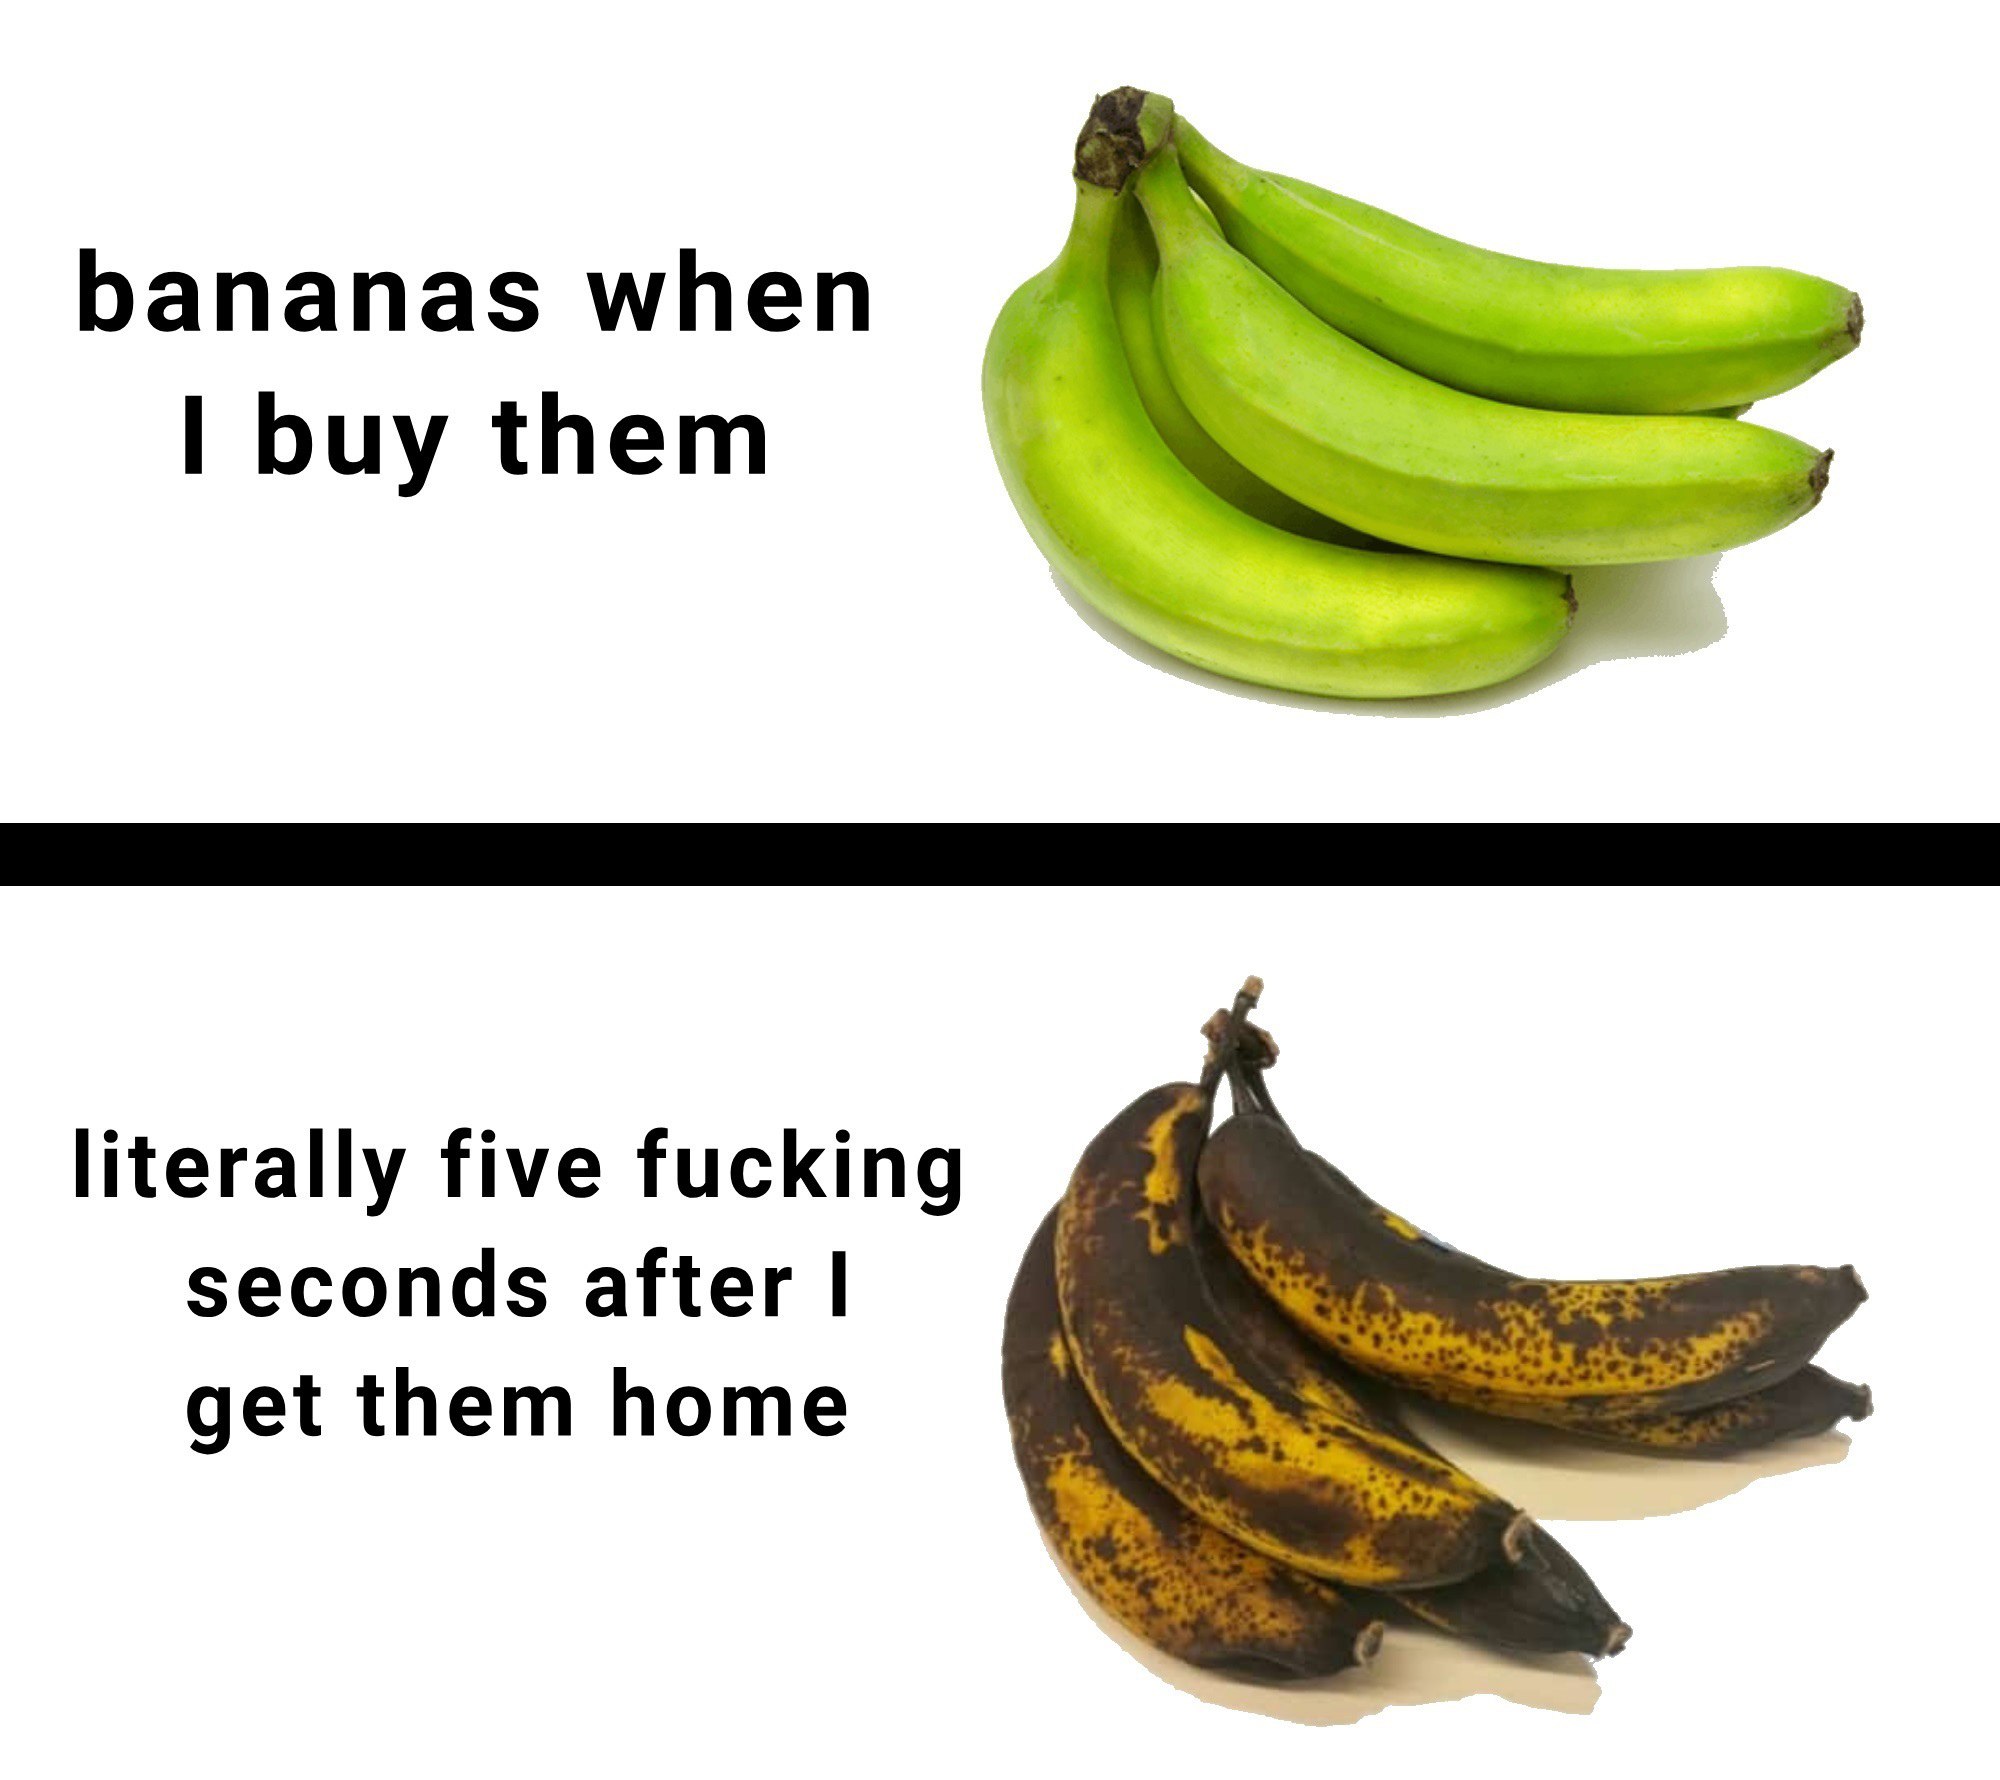 bananas when
I buy them
literally five fucking
seconds after I
get them home